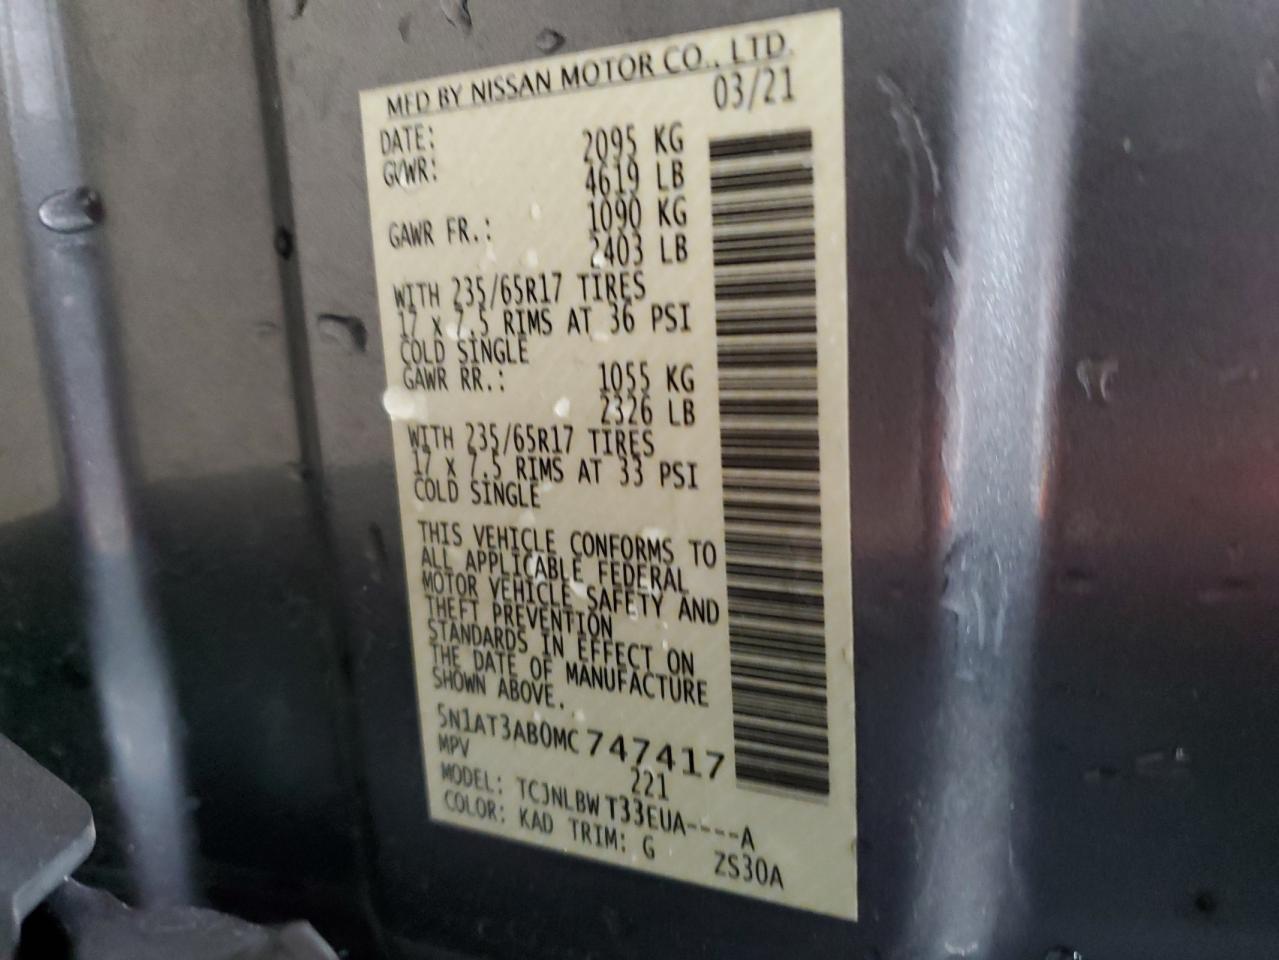 MFD BY NISSAN MOTOR CO., LTD.
DATE: 03/21
GVWR: 2095 KG
4619 LB
GAWR FR.: 1090 KG
2403 LB
WITH 235/65R17 TIRES
17 x 7.5 RIMS AT 36 PSI
COLD SINGLE
GAWR RR.: 1055 KG
2326 LB
WITH 235/65R17 TIRES
17 x 7.5 RIMS AT 33 PSI
COLD SINGLE
THIS VEHICLE CONFORMS TO
ALL APPLICABLE FEDERAL
MOTOR VEHICLE SAFETY AND
THEFT PREVENTION
STANDARDS IN EFFECT ON
THE DATE OF MANUFACTURE
SHOWN ABOVE.
5N1AT3AB0MC747417
MPV 221
MODEL: TCJNLBW T33EUA----A
COLOR: KAD TRIM: G ZS30A